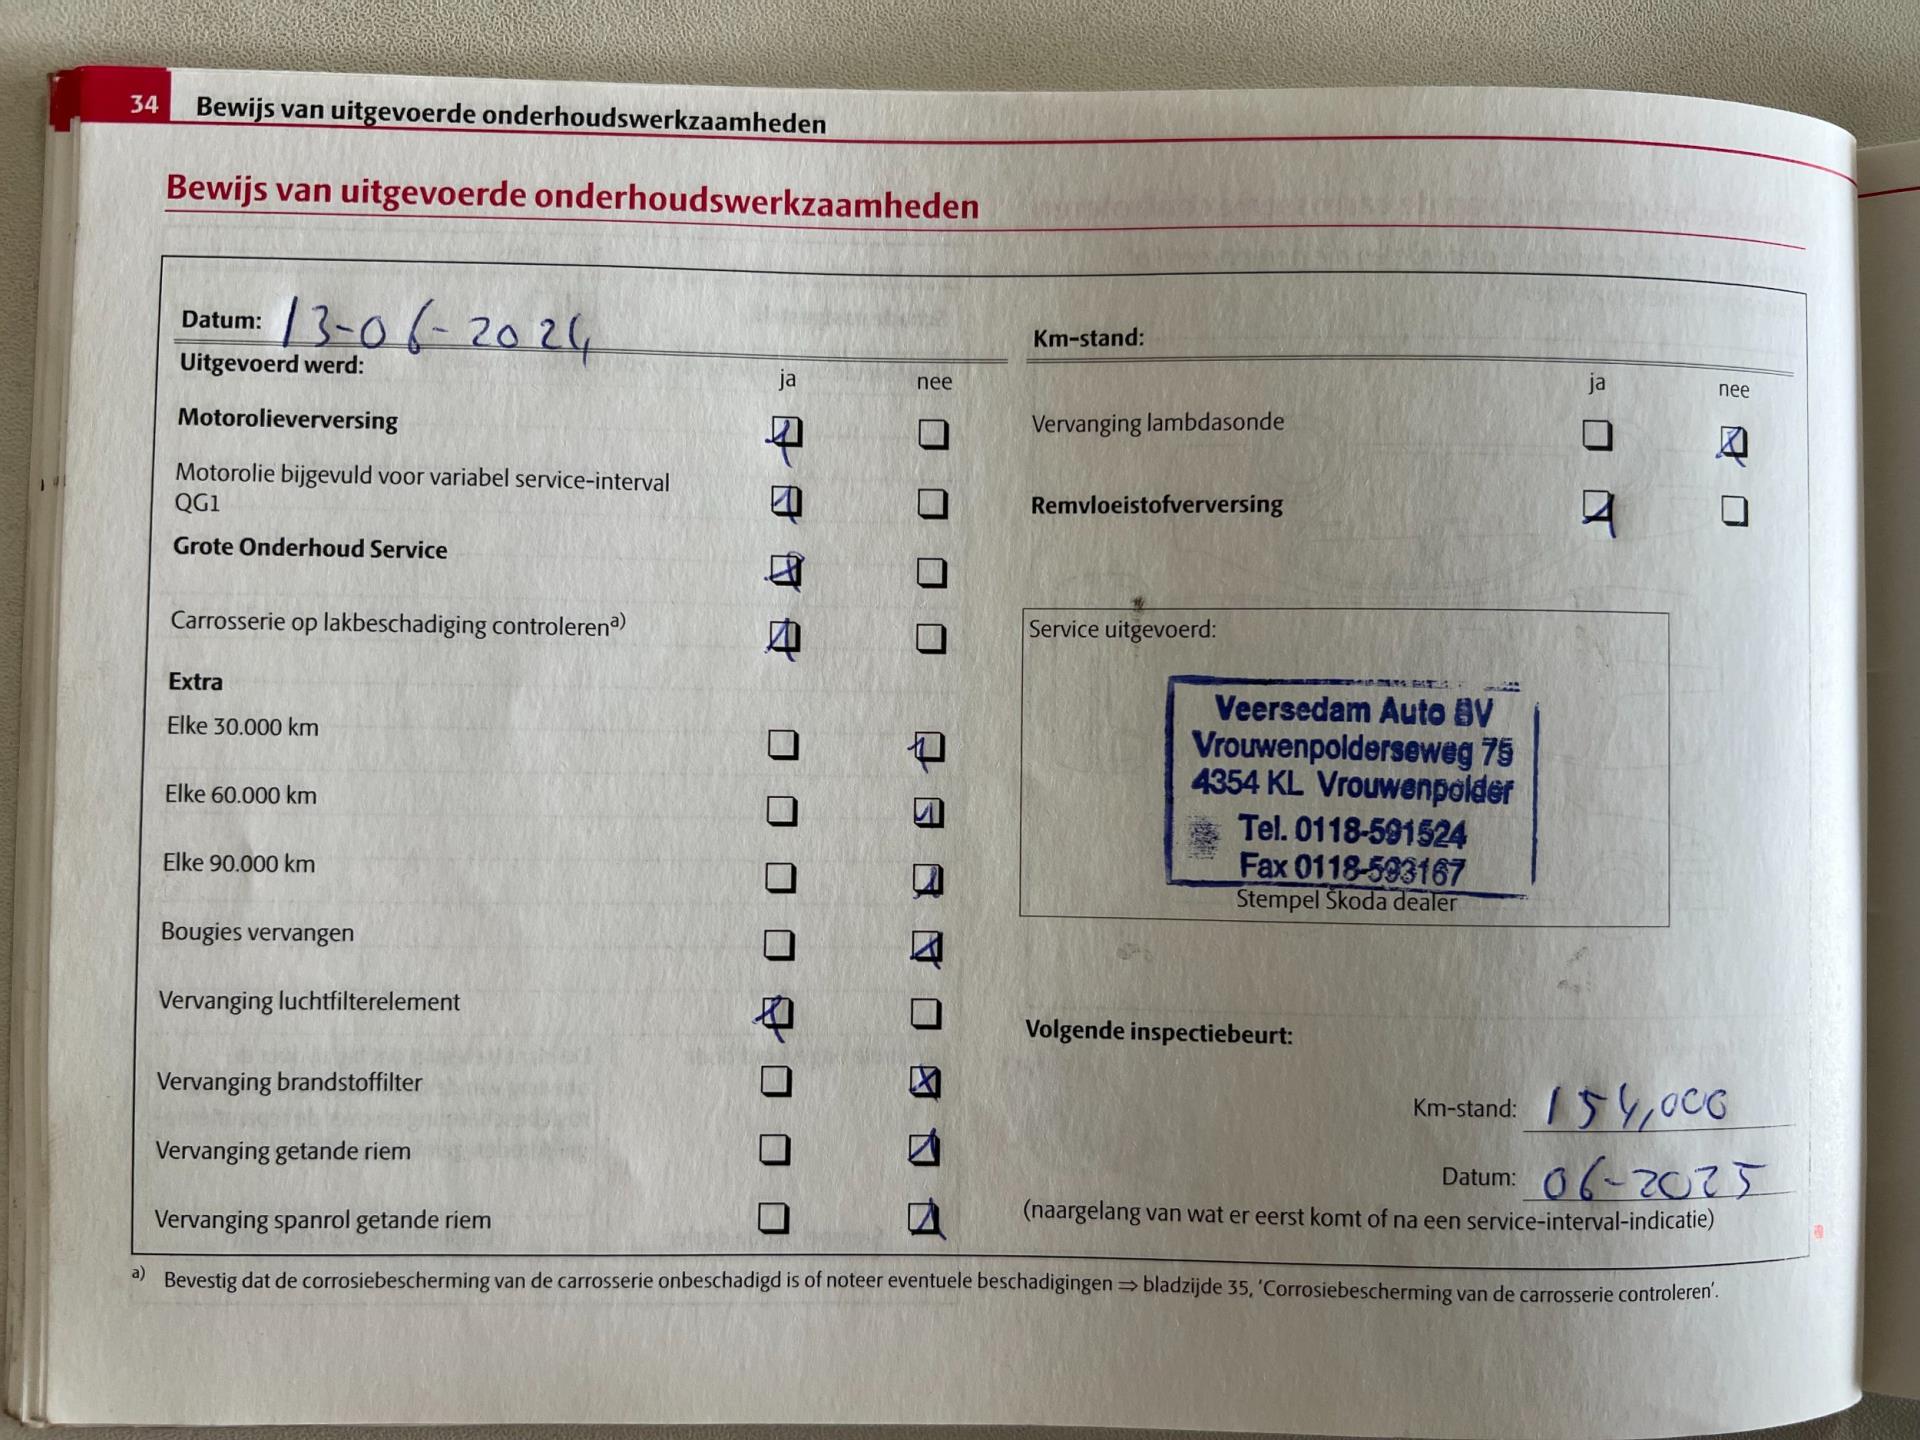 34 Bewijs van uitgevoerde onderhoudswerkzaamheden
Bewijs van uitgevoerde onderhoudswerkzaamheden
Datum: 13-06-2024
Uitgevoerd werd:
ja nee
Motorolieverversing
Motorolie bijgevuld voor variabel service-interval
QG1
Grote Onderhoud Service
Carrosserie op lakbeschadiging controleren a)
Extra
Elke 30.000 km
Elke 60.000 km
Elke 90.000 km
Bougies vervangen
Vervanging luchtfilterelement
Vervanging brandstoffilter
Vervanging getande riem
Vervanging spanrol getande riem
Km-stand:
ja nee
Vervanging lambdasonde
Remvloeistofverversing
Service uitgevoerd:
Veersedam Auto BV
Vrouwenpolderseweg 75
4354 KL Vrouwenpolder
Tel. 0118-591524
Fax 0118-593167
Stempel Škoda dealer
Volgende inspectiebeurt:
Km-stand: 154,000
Datum: 06-2025
(naargelang van wat er eerst komt of na een service-interval-indicatie)
a) Bevestig dat de corrosiebescherming van de carrosserie onbeschadigd is of noteer eventuele beschadigingen ⇒ bladzijde 35, 'Corrosiebescherming van de carrosserie controleren'.